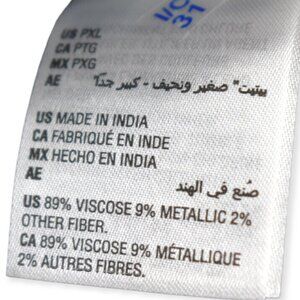 US PXL
CA PTG
MX PXG
AE بيتيت" صغير ونحيف - كبير جدًا"
US MADE IN INDIA
CA FABRIQUÉ EN INDE
MX HECHO EN INDIA
AE صُنع في الهند
US 89% VISCOSE 9% METALLIC 2%
OTHER FIBER.
CA 89% VISCOSE 9% MÉTALLIQUE
2% AUTRES FIBRES.